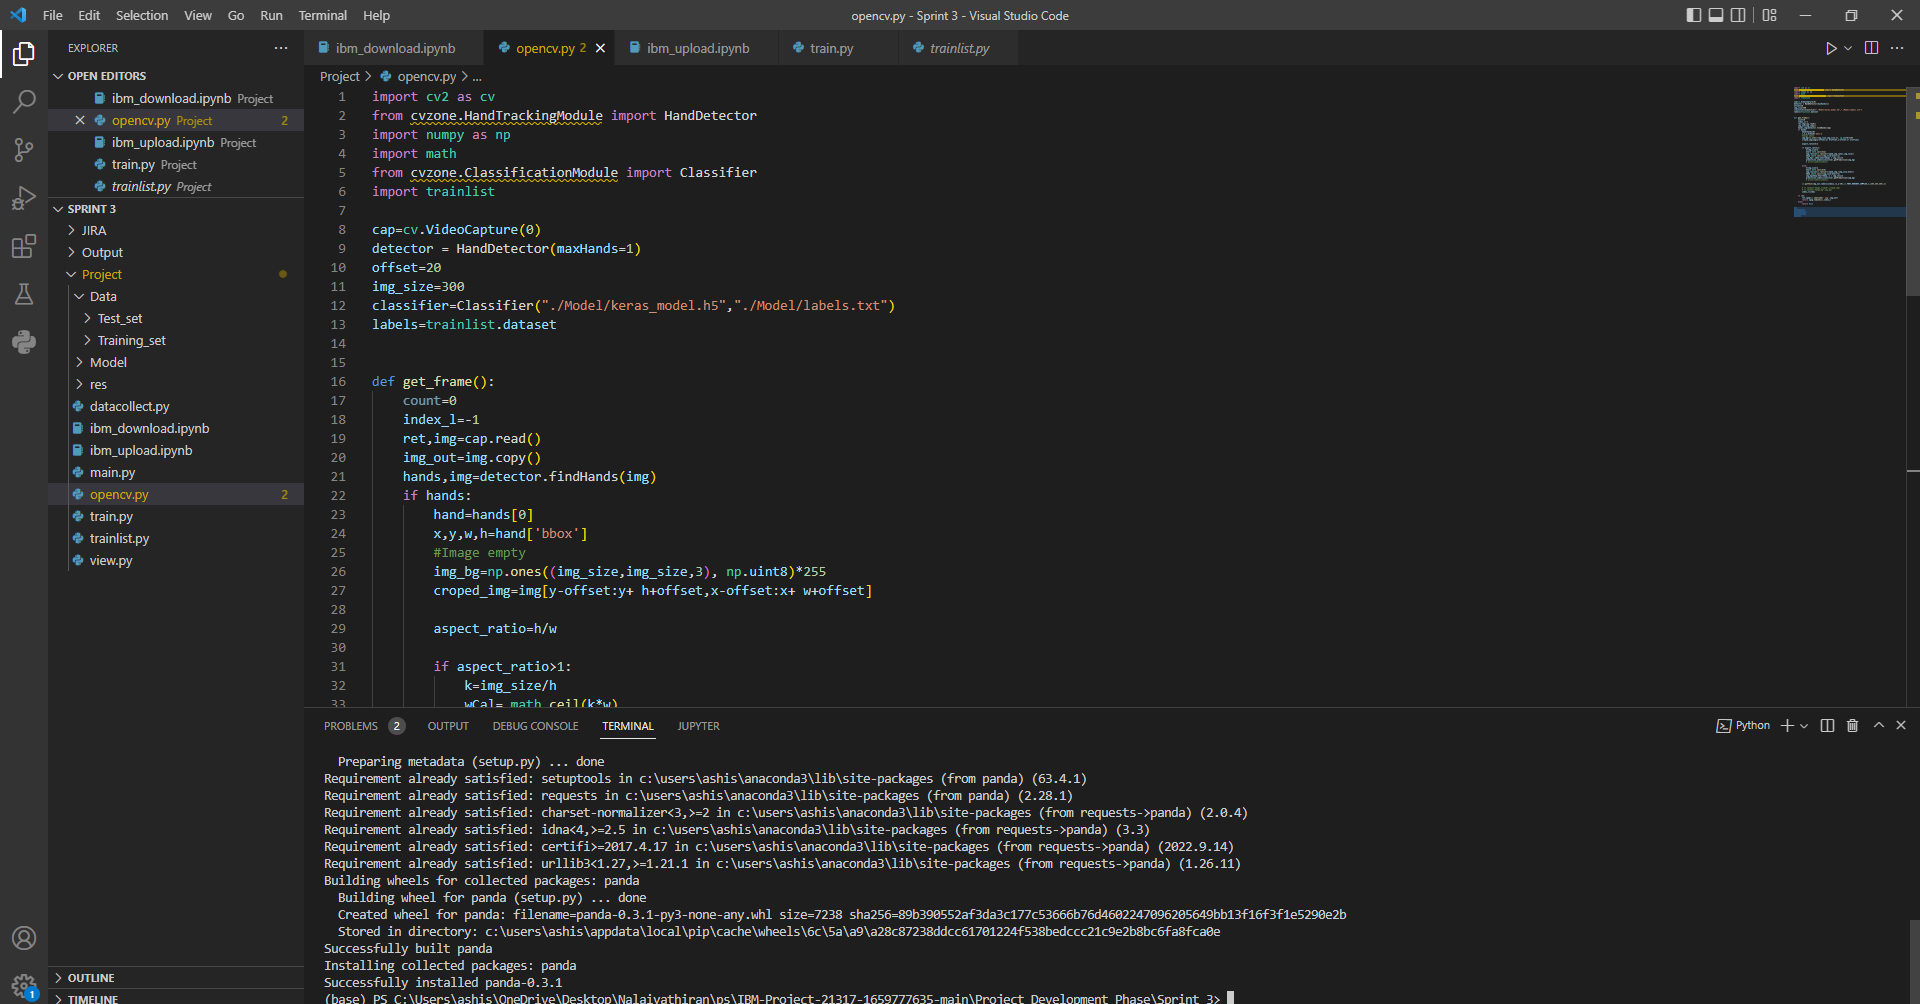 File Edit Selection View Go Run Terminal Help
opencv.py - Sprint 3 - Visual Studio Code
EXPLORER
OPEN EDITORS
ibm_download.ipynb Project
opencv.py Project 2
ibm_upload.ipynb Project
train.py Project
trainlist.py Project
SPRINT 3
JIRA
Output
Project
Data
Test_set
Training_set
Model
res
datacollect.py
ibm_download.ipynb
ibm_upload.ipynb
main.py
opencv.py 2
train.py
trainlist.py
view.py
OUTLINE
TIMELINE
1
ibm_download.ipynb opencv.py 2 ibm_upload.ipynb train.py trainlist.py
Project > opencv.py > ...
1 import cv2 as cv
2 from cvzone.HandTrackingModule import HandDetector
3 import numpy as np
4 import math
5 from cvzone.ClassificationModule import Classifier
6 import trainlist
7
8 cap=cv.VideoCapture(0)
9 detector = HandDetector(maxHands=1)
10 offset=20
11 img_size=300
12 classifier=Classifier("./Model/keras_model.h5","./Model/labels.txt")
13 labels=trainlist.dataset
14
15
16 def get_frame():
17 count=0
18 index_l=-1
19 ret,img=cap.read()
20 img_out=img.copy()
21 hands,img=detector.findHands(img)
22 if hands:
23 hand=hands[0]
24 x,y,w,h=hand['bbox']
25 #Image empty
26 img_bg=np.ones((img_size,img_size,3), np.uint8)*255
27 croped_img=img[y-offset:y+ h+offset,x-offset:x+ w+offset]
28
29 aspect_ratio=h/w
30
31 if aspect_ratio>1:
32 k=img_size/h
33 wCal= math.ceil(k*w)
PROBLEMS 2 OUTPUT DEBUG CONSOLE TERMINAL JUPYTER
Python
Preparing metadata (setup.py) ... done
Requirement already satisfied: setuptools in c:\users\ashis\anaconda3\lib\site-packages (from panda) (63.4.1)
Requirement already satisfied: requests in c:\users\ashis\anaconda3\lib\site-packages (from panda) (2.28.1)
Requirement already satisfied: charset-normalizer<3,>=2 in c:\users\ashis\anaconda3\lib\site-packages (from requests->panda) (2.0.4)
Requirement already satisfied: idna<4,>=2.5 in c:\users\ashis\anaconda3\lib\site-packages (from requests->panda) (3.3)
Requirement already satisfied: certifi>=2017.4.17 in c:\users\ashis\anaconda3\lib\site-packages (from requests->panda) (2022.9.14)
Requirement already satisfied: urllib3<1.27,>=1.21.1 in c:\users\ashis\anaconda3\lib\site-packages (from requests->panda) (1.26.11)
Building wheels for collected packages: panda
Building wheel for panda (setup.py) ... done
Created wheel for panda: filename=panda-0.3.1-py3-none-any.whl size=7238 sha256=89b390552af3da3c177c53666b76d4602247096205649bb13f16f3f1e5290e2b
Stored in directory: c:\users\ashis\appdata\local\pip\cache\wheels\6c\5a\a9\a28c87238ddcc61701224f538bedccc21c9e2b8bc6fa8fca0e
Successfully built panda
Installing collected packages: panda
Successfully installed panda-0.3.1
(base) PS C:\Users\ashis\OneDrive\Desktop\Nalaiyathiran\ps\IBM-Project-21317-1659777635-main\Project Development Phase\Sprint 3>